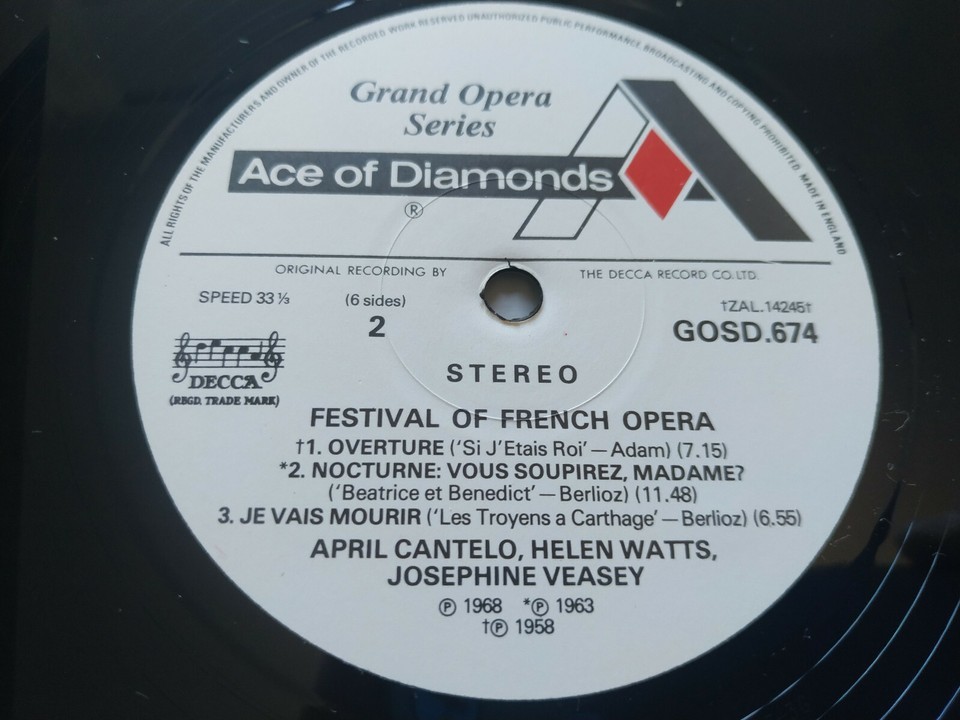 ALL RIGHTS OF THE MANUFACTURERS AND OWNER OF THE RECORDED WORK RESERVED UNAUTHORIZED PUBLIC PERFORMANCE, BROADCASTING AND COPYING PROHIBITED. MADE IN ENGLAND
Grand Opera
Series
Ace of Diamonds
®
ORIGINAL RECORDING BY THE DECCA RECORD CO. LTD.
SPEED 33⅓ (6 sides) †ZAL.14245†
2 GOSD.674
STEREO
DECCA
(REGD. TRADE MARK)
FESTIVAL OF FRENCH OPERA
†1. OVERTURE ('Si J'Etais Roi' – Adam) (7.15)
*2. NOCTURNE: VOUS SOUPIREZ, MADAME?
('Beatrice et Benedict' – Berlioz) (11.48)
3. JE VAIS MOURIR ('Les Troyens a Carthage' – Berlioz) (6.55)
APRIL CANTELO, HELEN WATTS,
JOSEPHINE VEASEY
℗ 1968 *℗ 1963
†℗ 1958